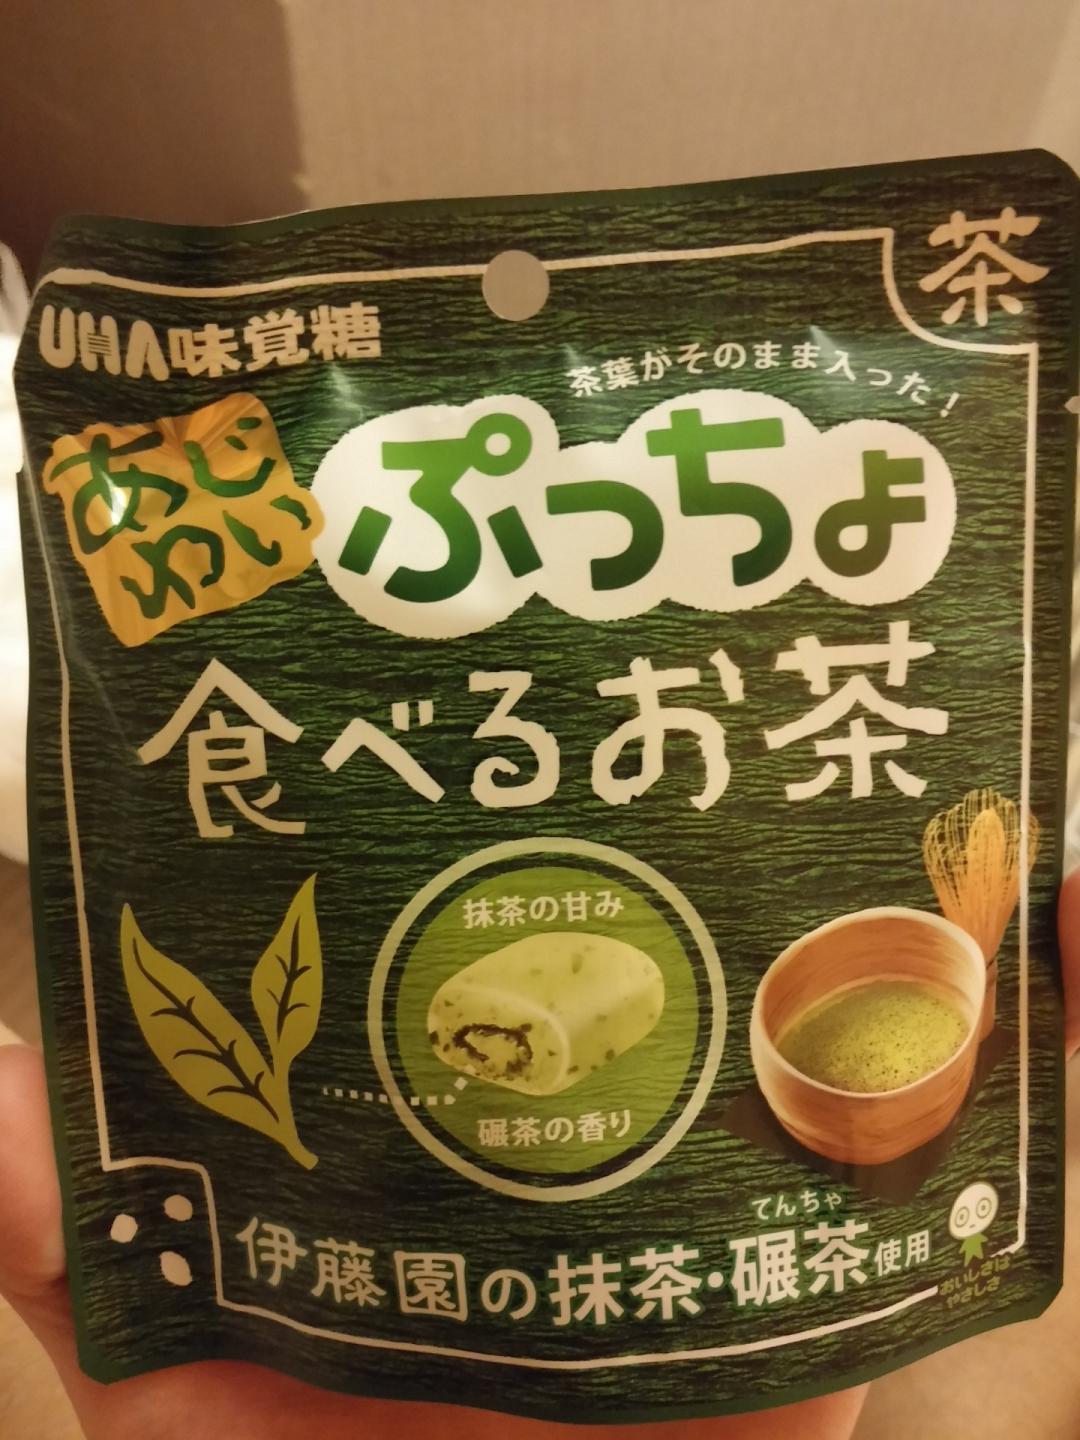 茶
UHA味覚糖
茶葉がそのまま入った！
あじわい
ぷっちょ
食べるお茶
抹茶の甘み
碾茶の香り
てんちゃ
伊藤園の抹茶・碾茶使用
おいしさは
やさしさ